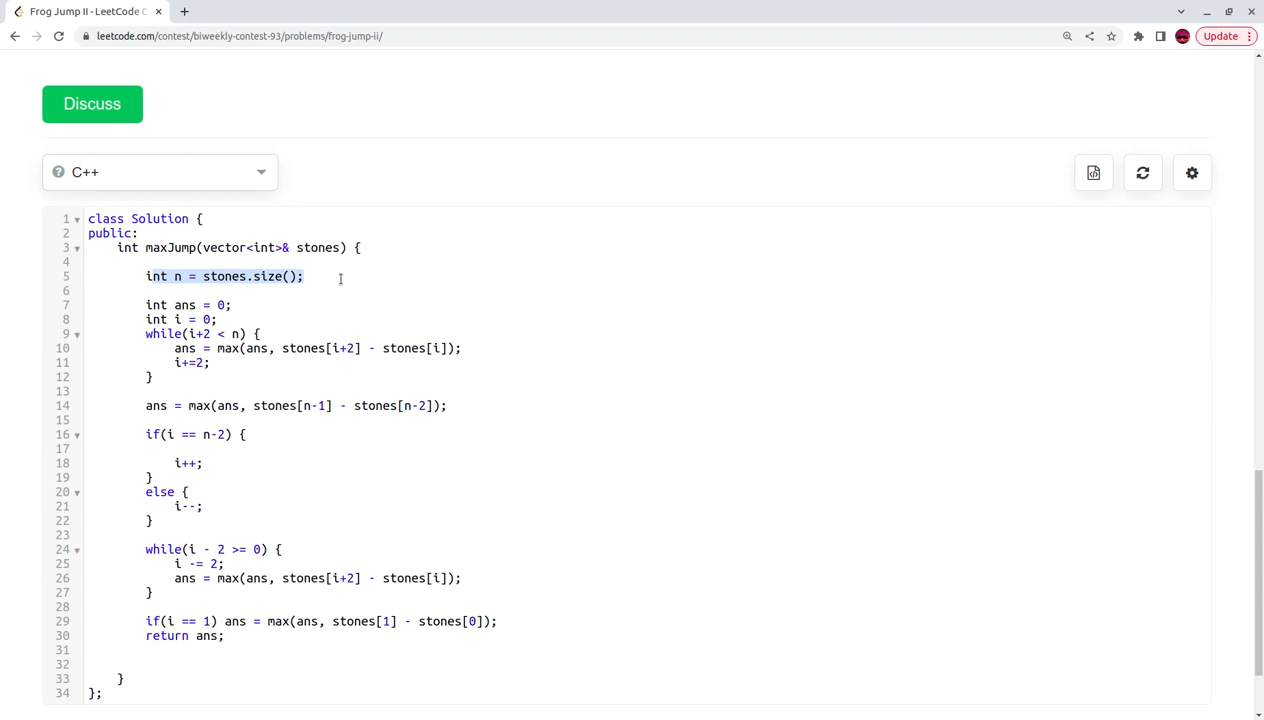 Frog Jump II - LeetCode C
leetcode.com/contest/biweekly-contest-93/problems/frog-jump-ii/
Update
Discuss
C++
1 class Solution {
2 public:
3 int maxJump(vector<int>& stones) {
4
5 int n = stones.size();
6
7 int ans = 0;
8 int i = 0;
9 while(i+2 < n) {
10 ans = max(ans, stones[i+2] - stones[i]);
11 i+=2;
12 }
13
14 ans = max(ans, stones[n-1] - stones[n-2]);
15
16 if(i == n-2) {
17
18 i++;
19 }
20 else {
21 i--;
22 }
23
24 while(i - 2 >= 0) {
25 i -= 2;
26 ans = max(ans, stones[i+2] - stones[i]);
27 }
28
29 if(i == 1) ans = max(ans, stones[1] - stones[0]);
30 return ans;
31
32
33 }
34 };